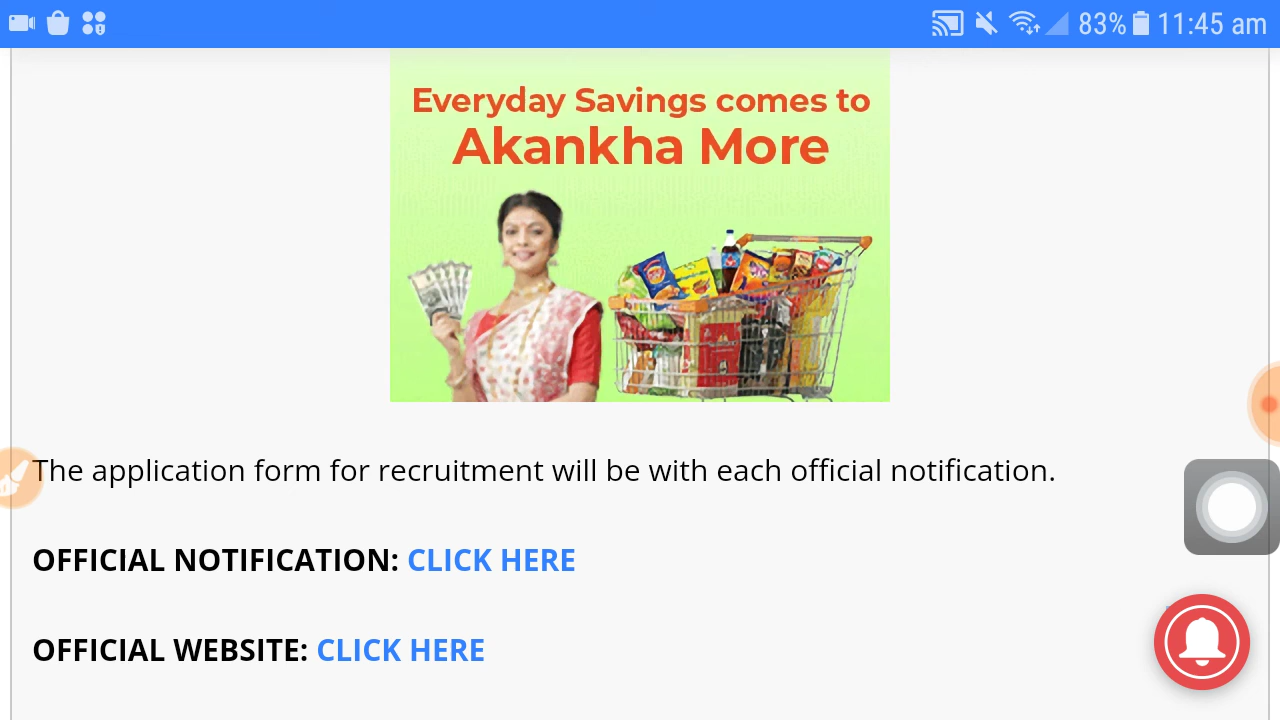 83% 11:45 am
Everyday Savings comes to
Akankha More
The application form for recruitment will be with each official notification.
OFFICIAL NOTIFICATION: CLICK HERE
OFFICIAL WEBSITE: CLICK HERE